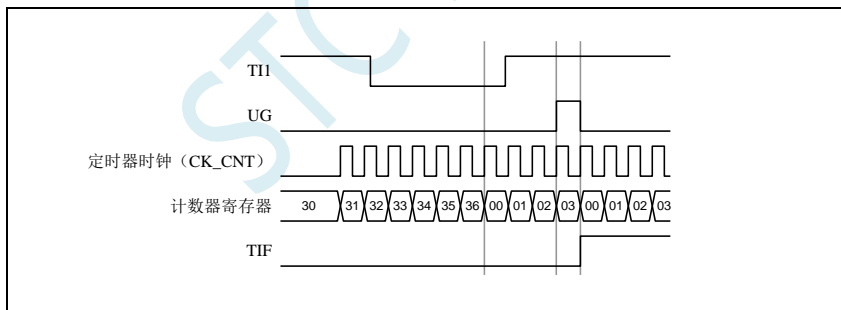 STC
TI1
UG
定时器时钟（CK_CNT）
计数器寄存器 30 31 32 33 34 35 36 00 01 02 03 00 01 02 03
TIF